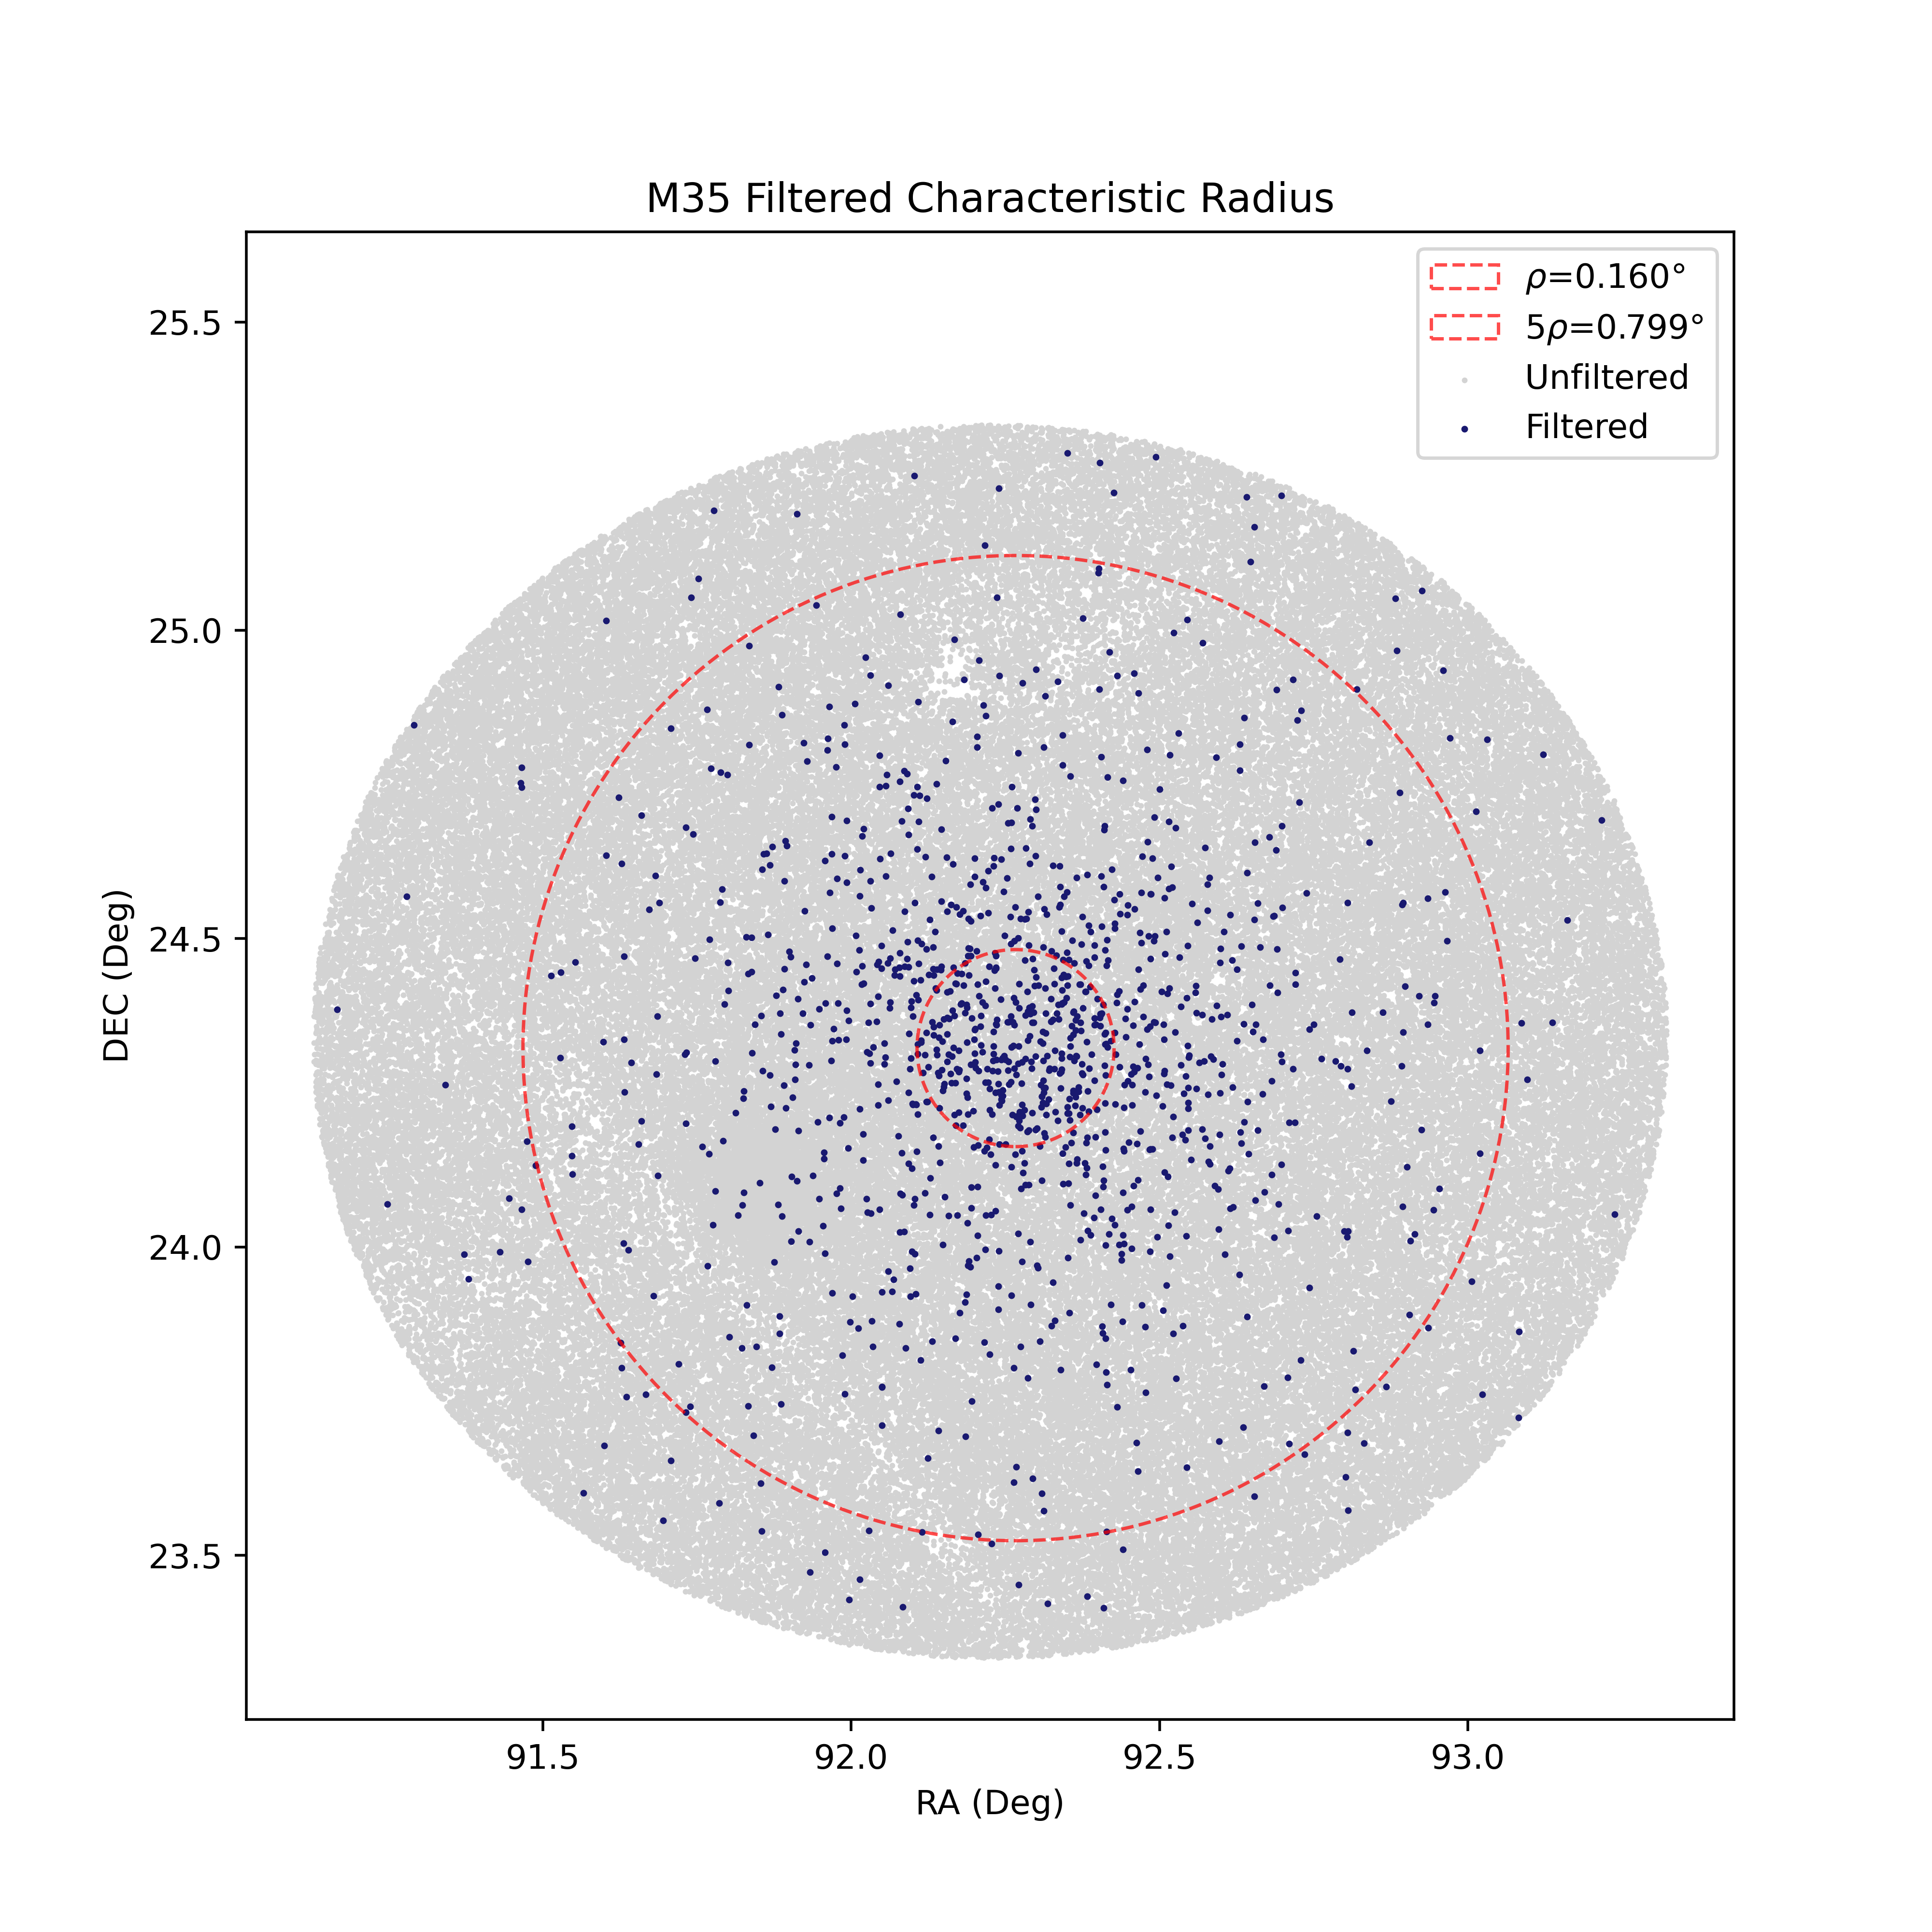 M35 Filtered Characteristic Radius
ρ=0.160°
5ρ=0.799°
Unfiltered
Filtered
25.5
25.0
24.5
24.0
23.5
DEC (Deg)
91.5 92.0 92.5 93.0
RA (Deg)